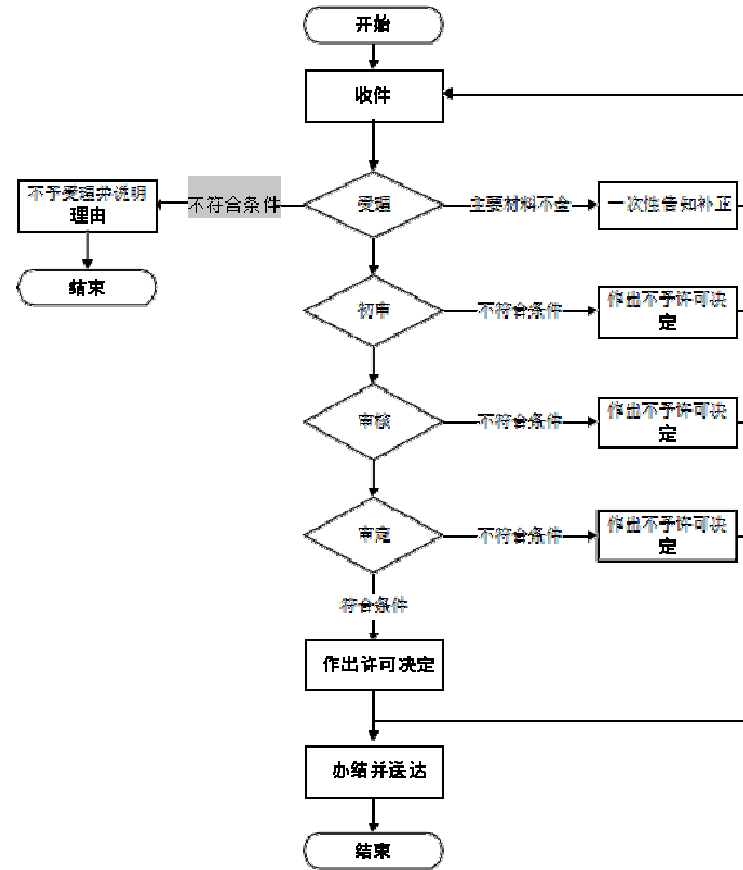 开始
收件
不予受理并说明
理由
不符合条件
受理
主要材料不全
一次性告知补正
结束
初审
不符合条件
作出不予许可决
定
审核
不符合条件
作出不予许可决
定
审定
不符合条件
作出不予许可决
定
符合条件
作出许可决定
办结并送达
结束